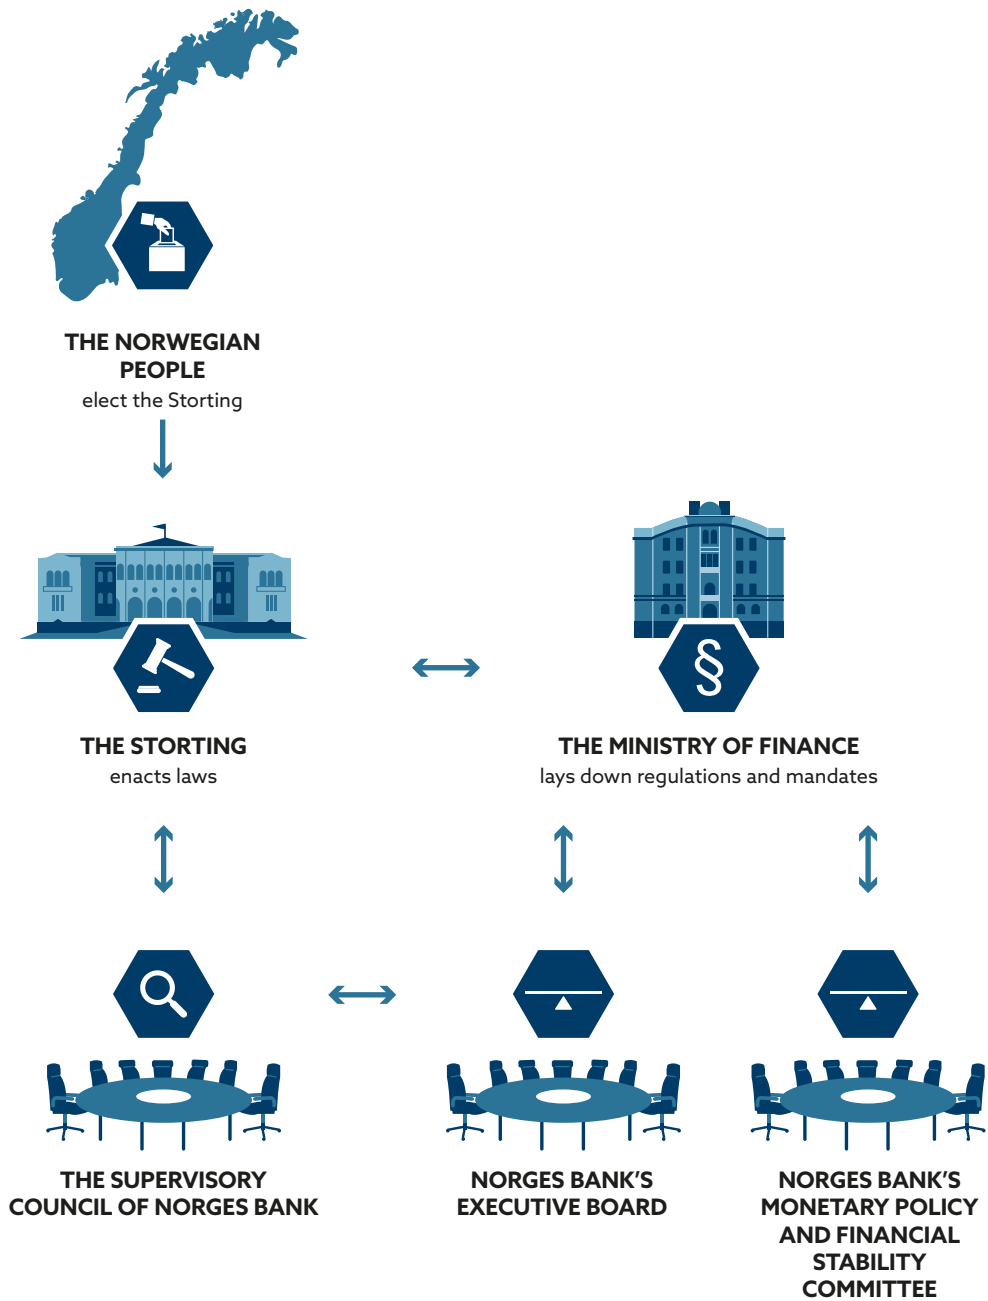 THE NORWEGIAN
PEOPLE
elect the Storting
§
THE STORTING
enacts laws
THE MINISTRY OF FINANCE
lays down regulations and mandates
THE SUPERVISORY
COUNCIL OF NORGES BANK
NORGES BANK’S
EXECUTIVE BOARD
NORGES BANK’S
MONETARY POLICY
AND FINANCIAL
STABILITY
COMMITTEE